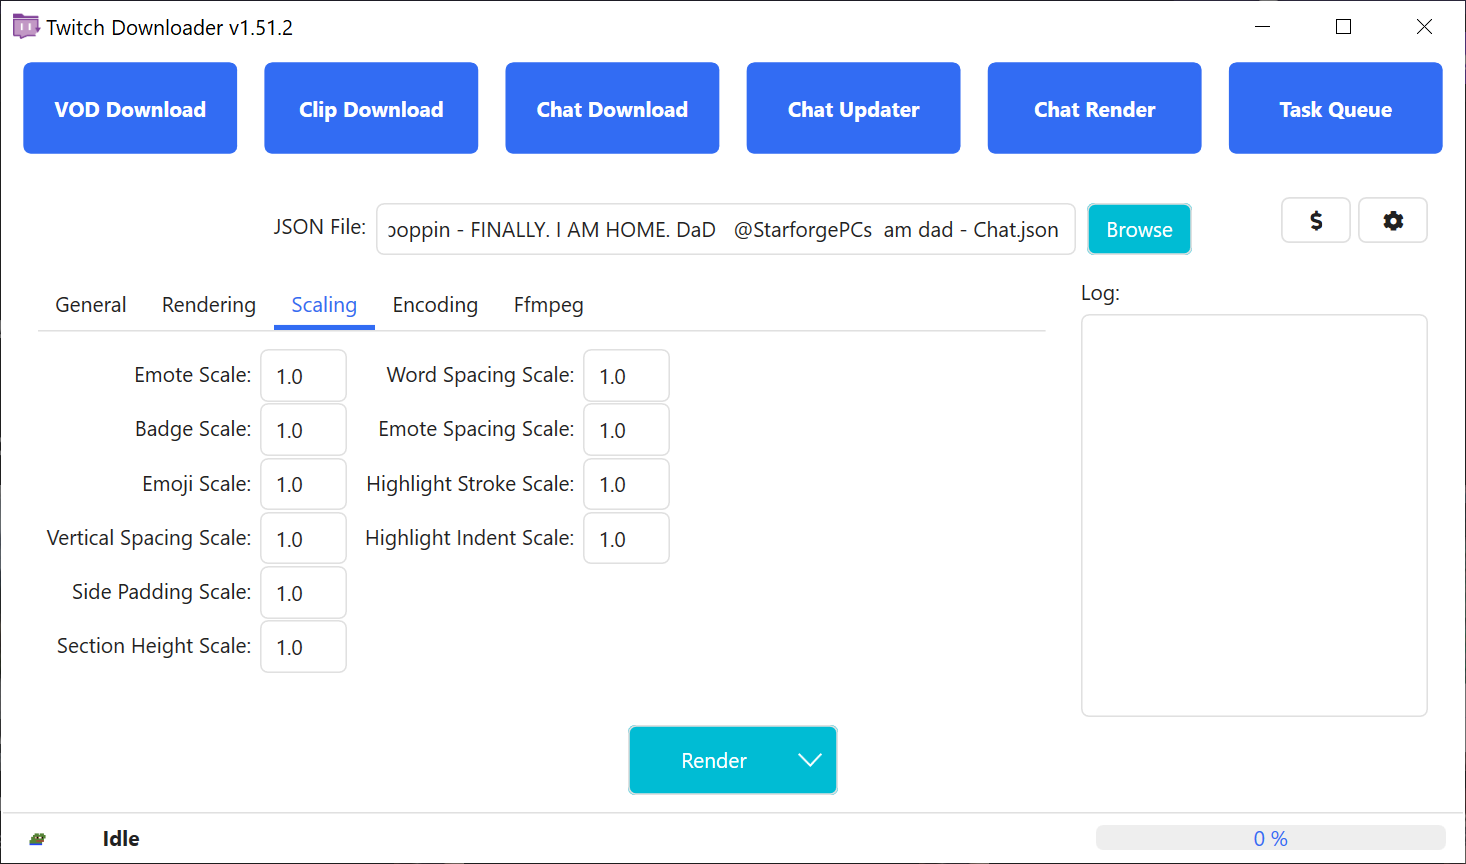 Twitch Downloader v1.51.2
VOD Download
Clip Download
Chat Download
Chat Updater
Chat Render
Task Queue
JSON File:
poppin - FINALLY. I AM HOME. DaD @StarforgePCs am dad - Chat.json
Browse
$
General
Rendering
Scaling
Encoding
Ffmpeg
Log:
Emote Scale: 1.0
Word Spacing Scale: 1.0
Badge Scale: 1.0
Emote Spacing Scale: 1.0
Emoji Scale: 1.0
Highlight Stroke Scale: 1.0
Vertical Spacing Scale: 1.0
Highlight Indent Scale: 1.0
Side Padding Scale: 1.0
Section Height Scale: 1.0
Render
Idle
0 %